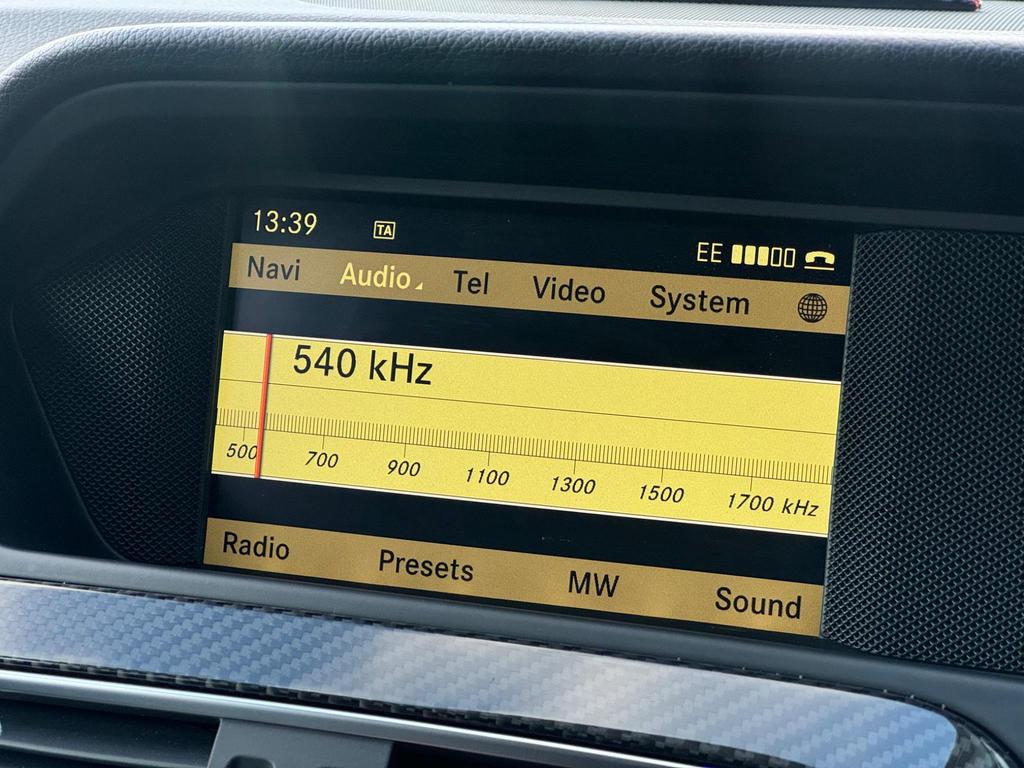 13:39 TA EE
Navi Audio Tel Video System
540 kHz
500 700 900 1100 1300 1500 1700 kHz
Radio Presets MW Sound